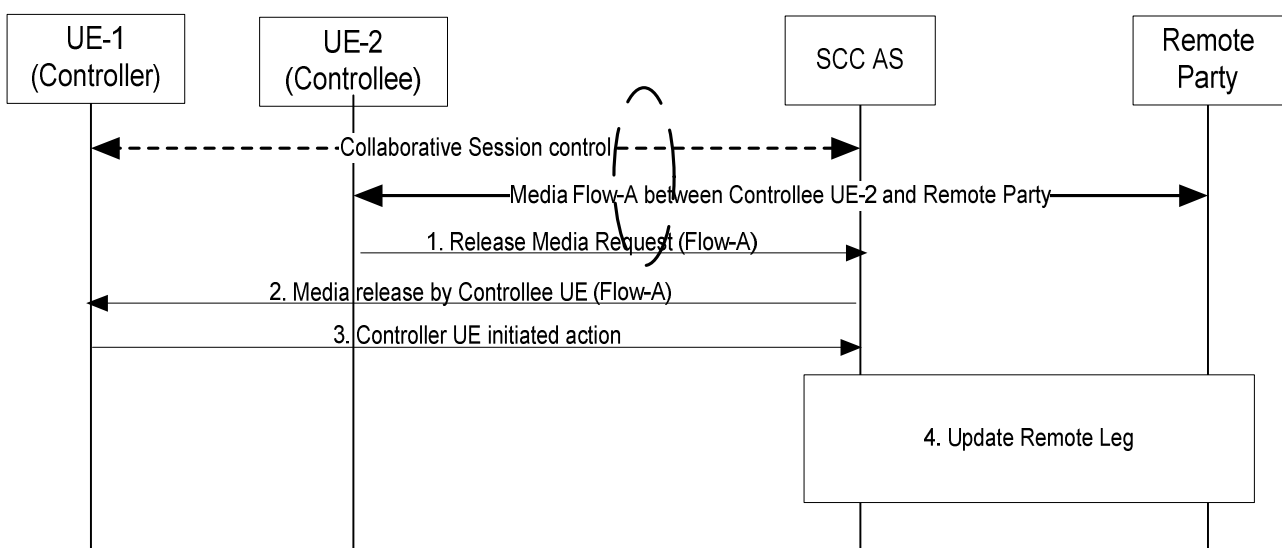 UE-1
(Controller)
UE-2
(Controllee)
SCC AS
Remote
Party
Collaborative Session control
Media Flow-A between Controllee UE-2 and Remote Party
1. Release Media Request (Flow-A)
2. Media release by Controllee UE (Flow-A)
3. Controller UE initiated action
4. Update Remote Leg